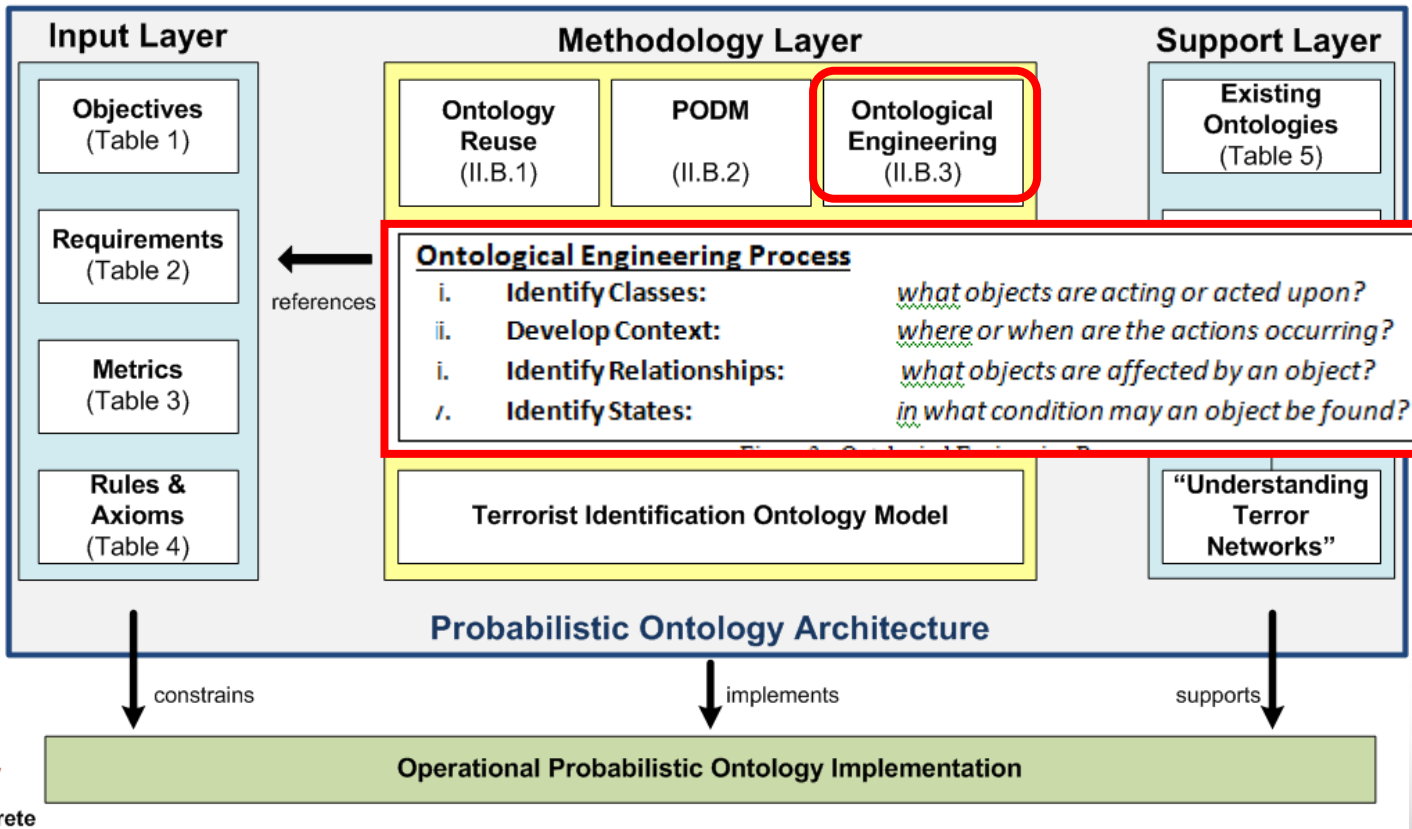 Input Layer
Methodology Layer
Support Layer
Objectives
(Table 1)
Requirements
(Table 2)
Metrics
(Table 3)
Rules &
Axioms
(Table 4)
references
Ontology
Reuse
(II.B.1)
PODM
(II.B.2)
Ontological
Engineering
(II.B.3)
Existing
Ontologies
(Table 5)
Ontological Engineering Process
i. Identify Classes: what objects are acting or acted upon?
ii. Develop Context: where or when are the actions occurring?
i. Identify Relationships: what objects are affected by an object?
Identify States: in what condition may an object be found?
Terrorist Identification Ontology Model
“Understanding
Terror
Networks”
Probabilistic Ontology Architecture
constrains
implements
supports
Operational Probabilistic Ontology Implementation